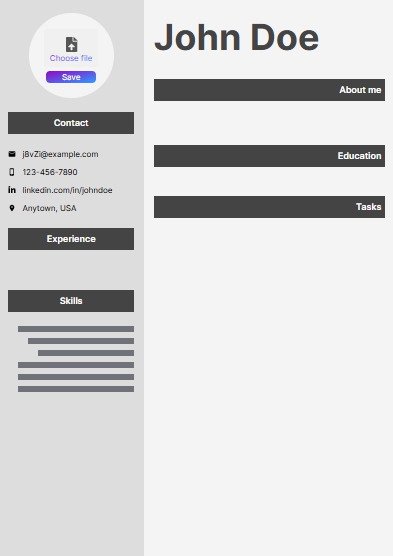 Choose file
Save
Contact
j8vZi@example.com
123-456-7890
linkedin.com/in/johndoe
Anytown, USA
Experience
Skills
John Doe
About me
Education
Tasks